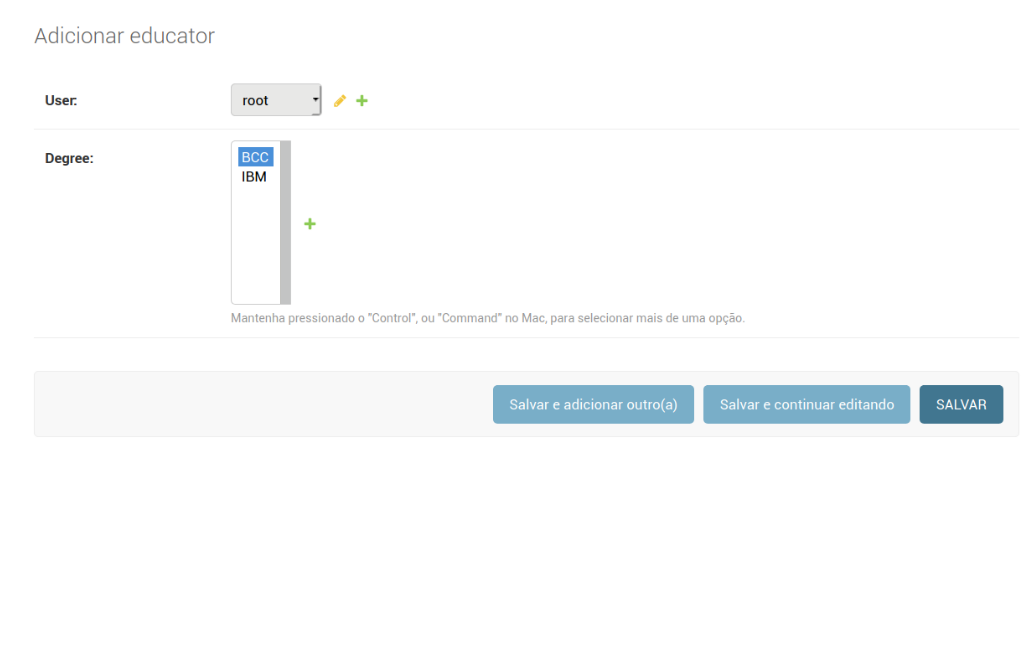 Adicionar educator
User:
root
Degree:
BCC
IBM
Mantenha pressionado o "Control", ou "Command" no Mac, para selecionar mais de uma opção.
Salvar e adicionar outro(a)
Salvar e continuar editando
SALVAR